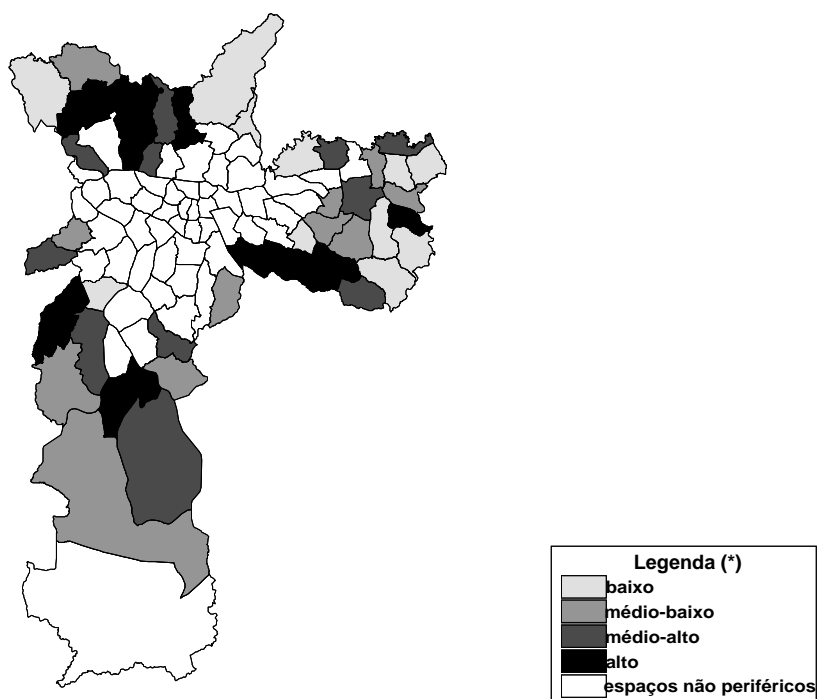 Legenda (*)
baixo
médio-baixo
médio-alto
alto
espaços não periféricos